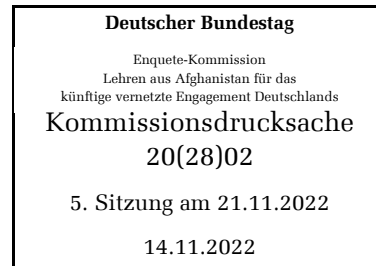 Deutscher Bundestag
Enquete-Kommission
Lehren aus Afghanistan für das
künftige vernetzte Engagement Deutschlands
Kommissionsdrucksache
20(28)02
5. Sitzung am 21.11.2022
14.11.2022